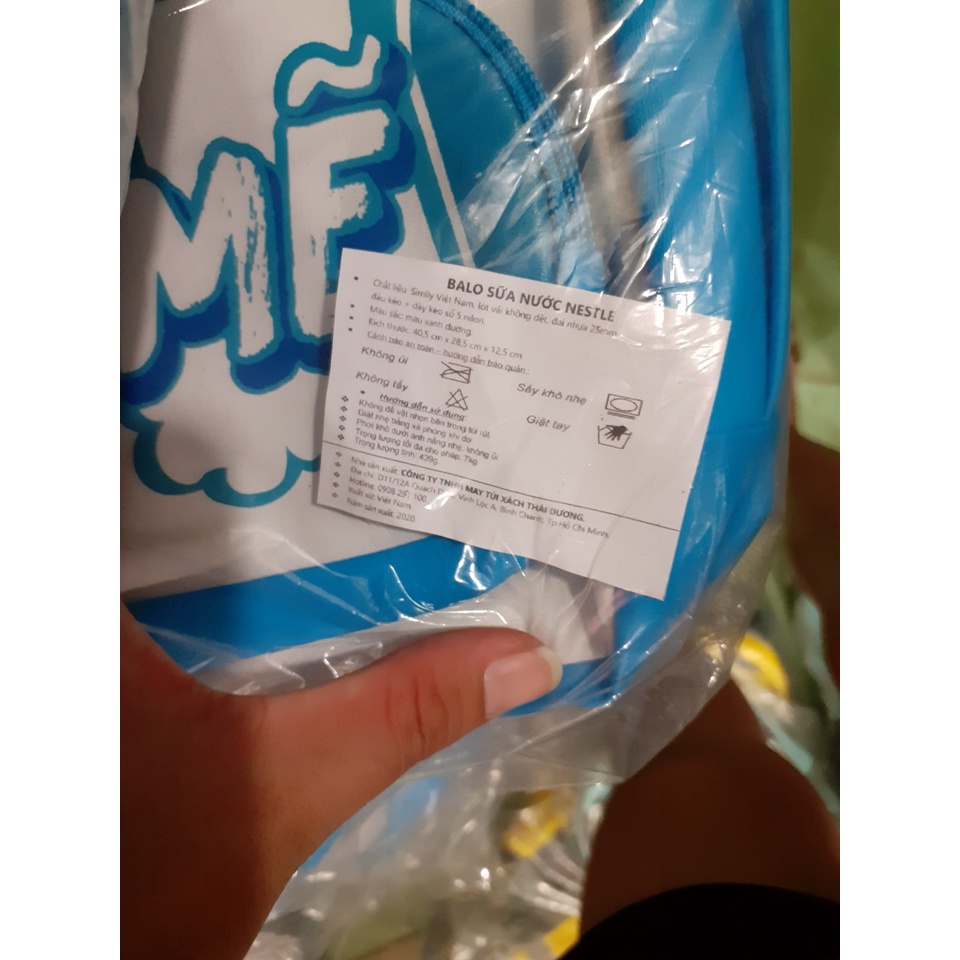 MẼ
BALO SỮA NƯỚC NESTLE
Chất liệu: Simily Việt Nam, lót vải không dệt, đai nhựa 25mm
đầu kéo + dây kéo số 5 nilon.
Màu sắc: màu xanh dương.
Kích thước: 40,5 cm x 28,5 cm x 12,5 cm
Cảnh báo an toàn – hướng dẫn bảo quản:
Không ủi
Sấy khô nhẹ
Không tẩy
Giặt tay
Hướng dẫn sử dụng:
Không để vật nhọn bên trong túi rút.
Giặt nhẹ bằng xà phòng khi dơ.
Phơi khô dưới ánh nắng nhẹ, không ủi.
Trọng lượng tối đa cho phép: 7kg.
Trọng lượng tịnh: 439g.
Nhà sản xuất: CÔNG TY TNHH MAY TÚI XÁCH THÁI DƯƠNG.
Địa chỉ: D11/12A Quách Vĩnh Lộc A, Bình Chánh, Tp Hồ Chí Minh.
Hotline: 0908 100
Xuất xứ: Việt Nam.
Năm sản xuất: 2020